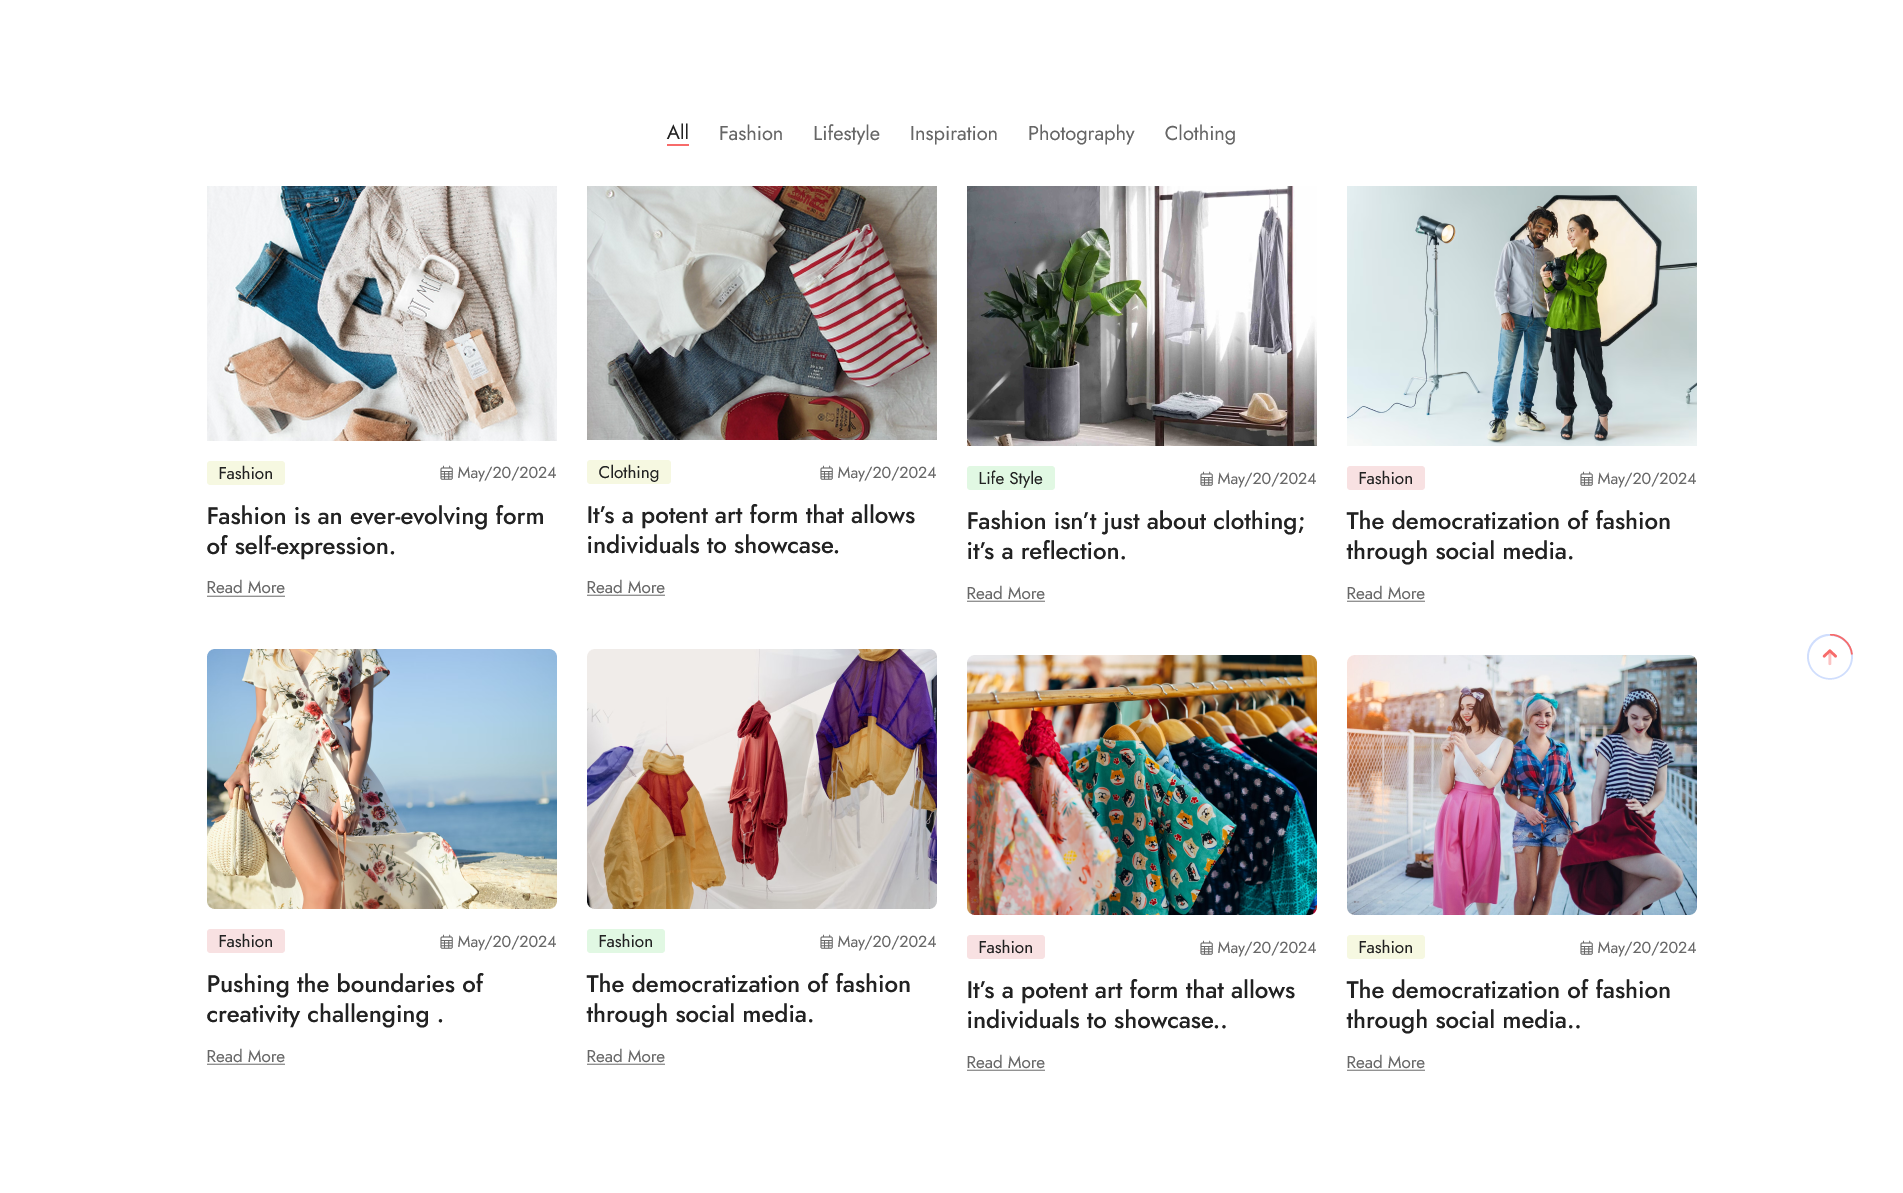 All Fashion Lifestyle Inspiration Photography Clothing
Fashion May/20/2024
Fashion is an ever-evolving form
of self-expression.
Read More
Clothing May/20/2024
It’s a potent art form that allows
individuals to showcase.
Read More
Life Style May/20/2024
Fashion isn’t just about clothing;
it’s a reflection.
Read More
Fashion May/20/2024
The democratization of fashion
through social media.
Read More
Fashion May/20/2024
Pushing the boundaries of
creativity challenging .
Read More
Fashion May/20/2024
The democratization of fashion
through social media.
Read More
Fashion May/20/2024
It’s a potent art form that allows
individuals to showcase..
Read More
Fashion May/20/2024
The democratization of fashion
through social media..
Read More